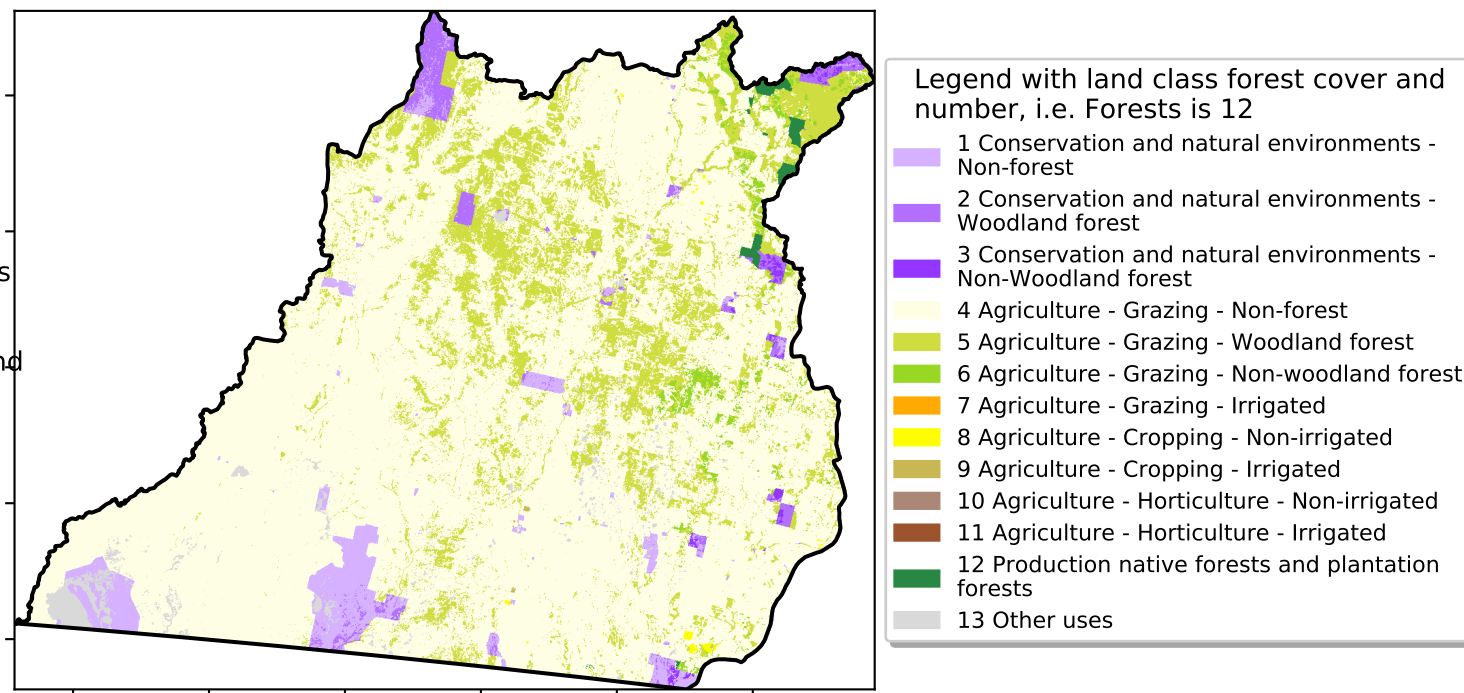 s
nd
Legend with land class forest cover and
number, i.e. Forests is 12
1 Conservation and natural environments -
Non-forest
2 Conservation and natural environments -
Woodland forest
3 Conservation and natural environments -
Non-Woodland forest
4 Agriculture - Grazing - Non-forest
5 Agriculture - Grazing - Woodland forest
6 Agriculture - Grazing - Non-woodland forest
7 Agriculture - Grazing - Irrigated
8 Agriculture - Cropping - Non-irrigated
9 Agriculture - Cropping - Irrigated
10 Agriculture - Horticulture - Non-irrigated
11 Agriculture - Horticulture - Irrigated
12 Production native forests and plantation
forests
13 Other uses